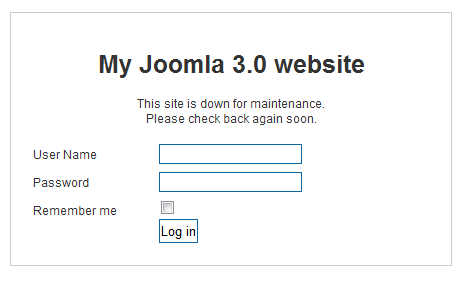 My Joomla 3.0 website
This site is down for maintenance.
Please check back again soon.
User Name
Password
Remember me
Log in